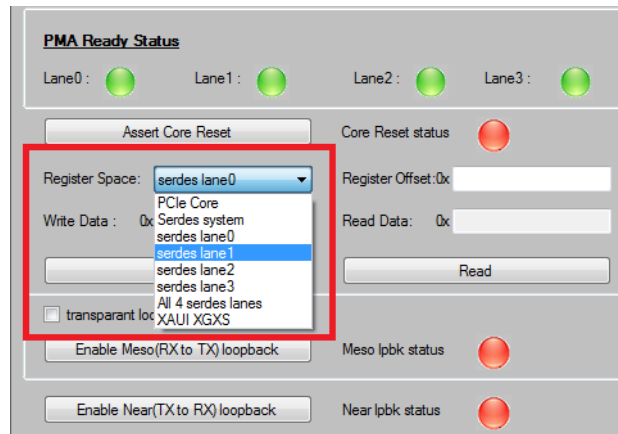 PMA Ready Status
Lane0 : Lane1 : Lane2 : Lane3 :
Assert Core Reset Core Reset status
Register Space: serdes lane0 Register Offset:0x
PCIe Core
Write Data : 0x Serdes system Read Data: 0x
serdes lane0
serdes lane1
serdes lane2 Read
serdes lane3
All 4 serdes lanes
transparant loo XAUI XGXS
Enable Meso(RX to TX) loopback Meso lpbk status
Enable Near(TX to RX) loopback Near lpbk status